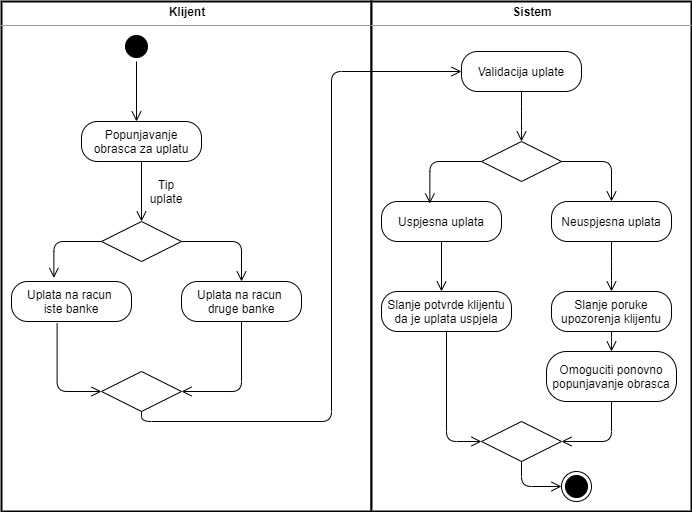 Klijent
Sistem
Popunjavanje
obrasca za uplatu
Tip
uplate
Uplata na racun
iste banke
Uplata na racun
druge banke
Validacija uplate
Uspjesna uplata
Neuspjesna uplata
Slanje potvrde klijentu
da je uplata uspjela
Slanje poruke
upozorenja klijentu
Omoguciti ponovno
popunjavanje obrasca